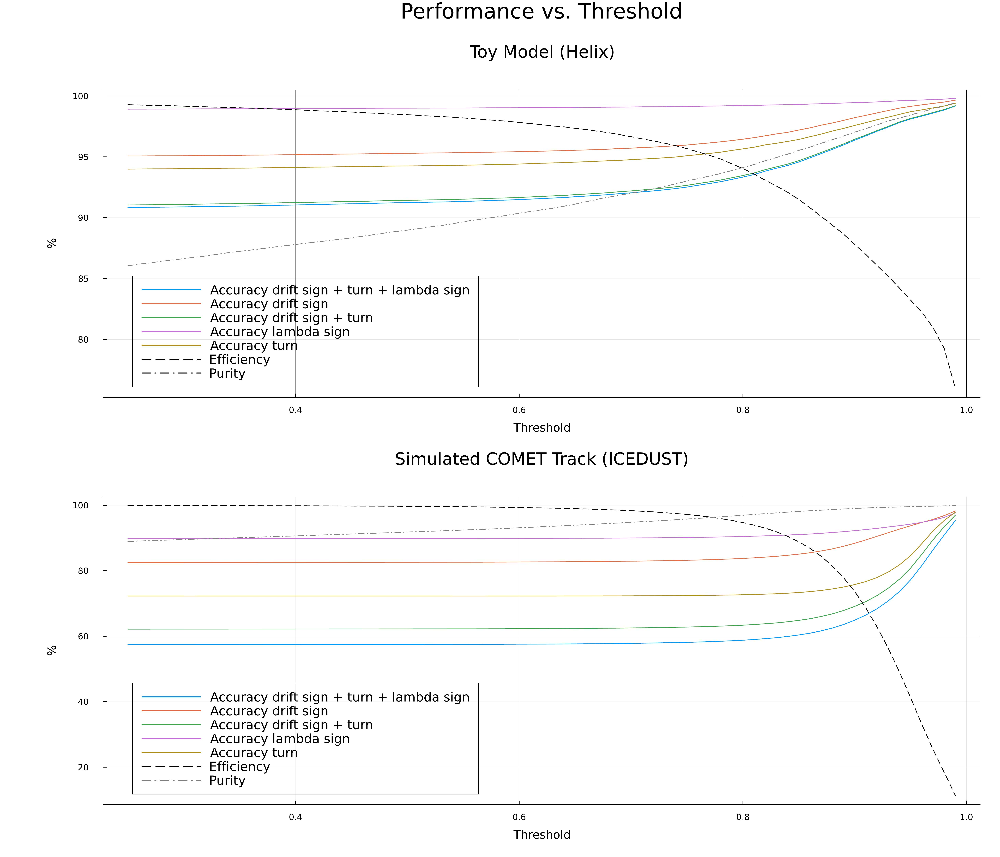 Performance vs. Threshold
Toy Model (Helix)
100
95
90
85
80
%
Accuracy drift sign + turn + lambda sign
Accuracy drift sign
Accuracy drift sign + turn
Accuracy lambda sign
Accuracy turn
Efficiency
Purity
0.4
0.6
0.8
1.0
Threshold
Simulated COMET Track (ICEDUST)
100
80
60
40
20
%
Accuracy drift sign + turn + lambda sign
Accuracy drift sign
Accuracy drift sign + turn
Accuracy lambda sign
Accuracy turn
Efficiency
Purity
0.4
0.6
0.8
1.0
Threshold